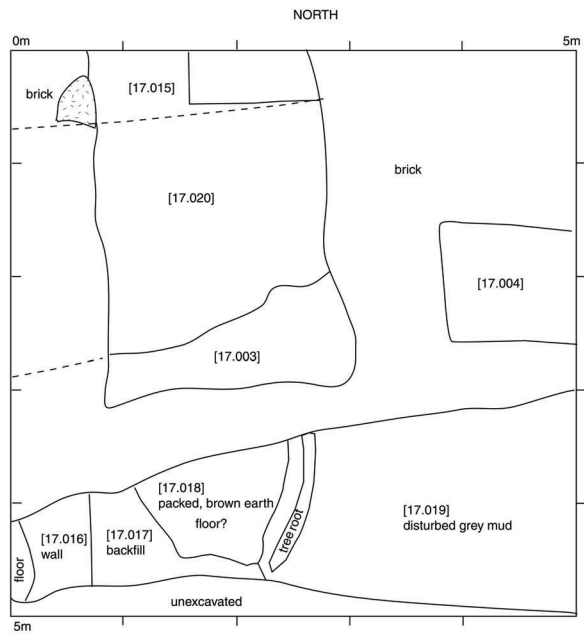 NORTH
0m
5m
brick
[17.015]
brick
[17.020]
[17.004]
[17.003]
[17.018]
packed, brown earth
floor?
[17.019]
disturbed grey mud
[17.016]
wall
[17.017]
backfill
tree root
floor
unexcavated
5m